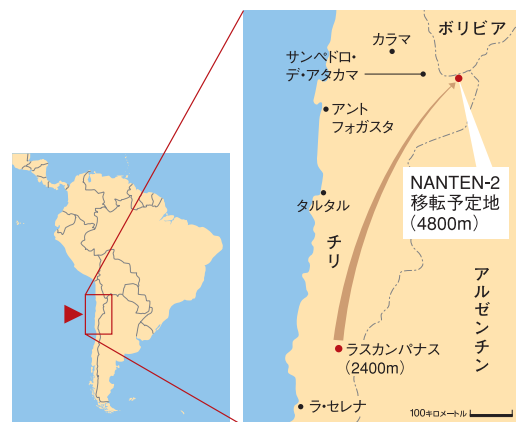 ボリビア
カラマ
サンペドロ・
デ・アタカマ
アント
フォガスタ
NANTEN-2
移転予定地
(4800m)
タルタル
チリ
アルゼンチン
ラスカンパナス
(2400m)
ラ・セレナ
100キロメートル